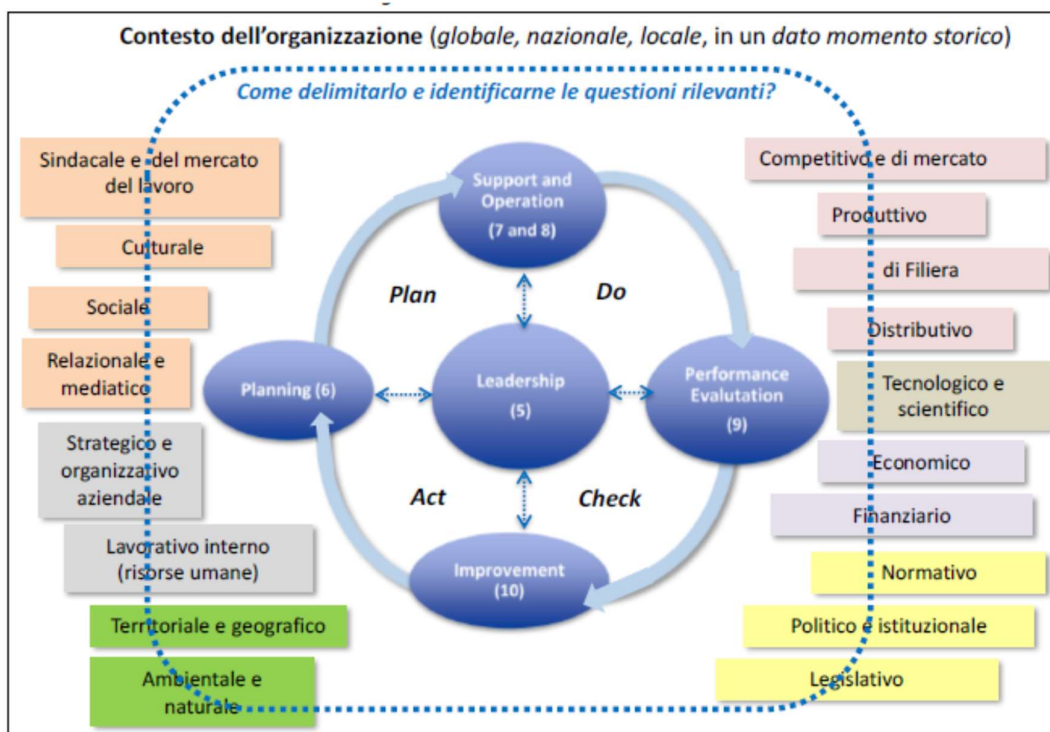 Contesto dell'organizzazione (globale, nazionale, locale, in un dato momento storico)
Come delimitarlo e identificarne le questioni rilevanti?
Sindacale e del mercato
del lavoro
Culturale
Sociale
Relazionale e
mediatico
Strategico e
organizzativo
aziendale
Lavorativo interno
(risorse umane)
Territoriale e geografico
Ambientale e
naturale
Support and
Operation
(7 and 8)
Plan
Do
Planning (6)
Leadership
(5)
Performance
Evalutation
(9)
Act
Check
Improvement
(10)
Competitivo e di mercato
Produttivo
di Filiera
Distributivo
Tecnologico e
scientifico
Economico
Finanziario
Normativo
Politico e istituzionale
Legislativo